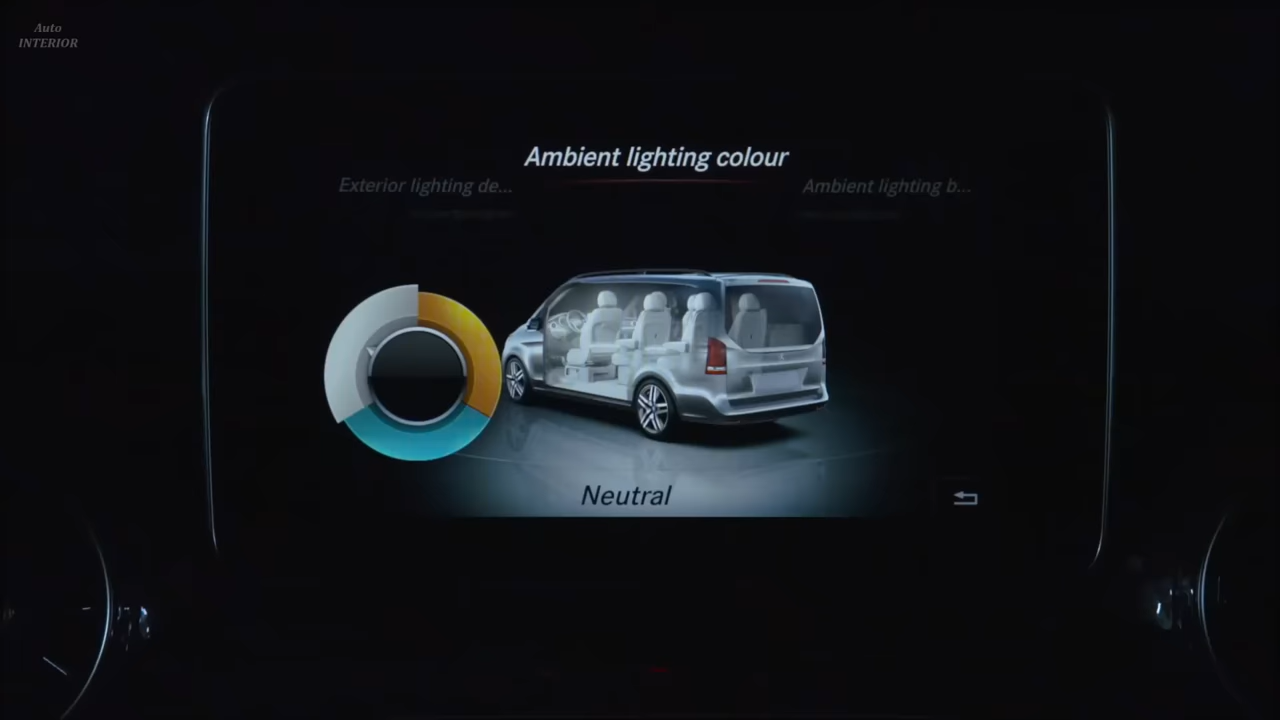 Auto
INTERIOR
Ambient lighting colour
Exterior lighting de...
Ambient lighting b...
Neutral